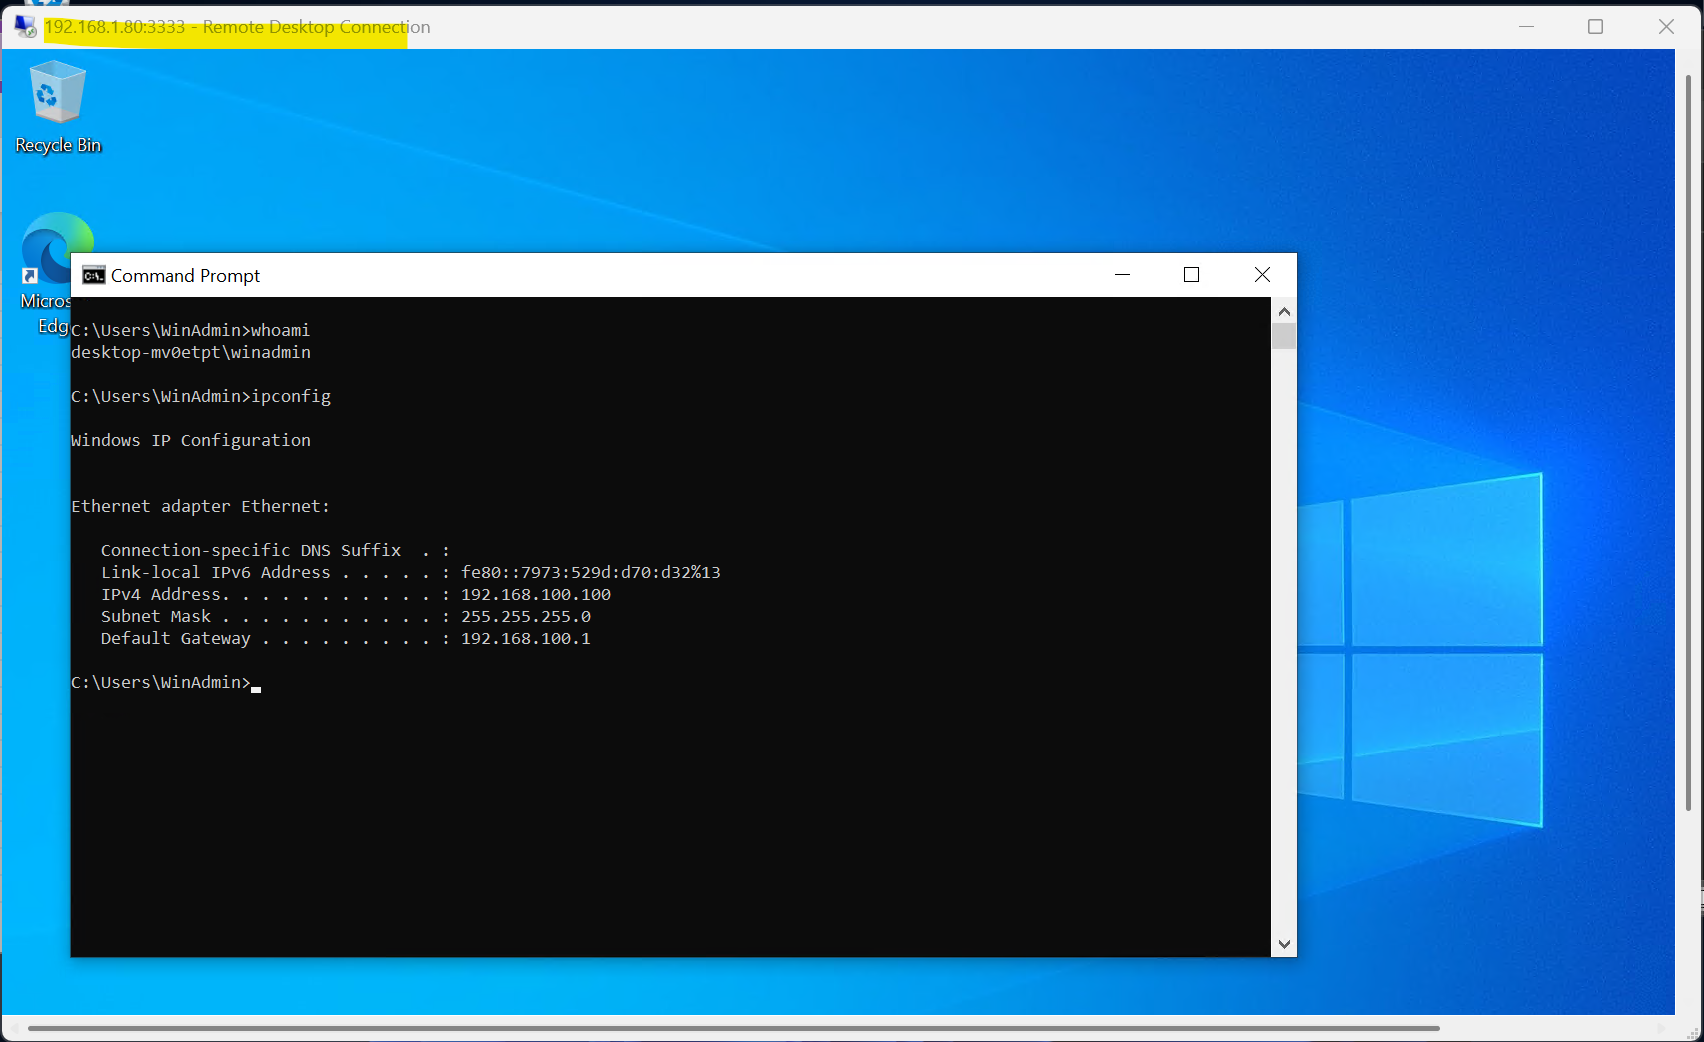 192.168.1.80:3333 - Remote Desktop Connection
Recycle Bin
Micros
Edg
Command Prompt
C:\Users\WinAdmin>whoami
desktop-mv0etpt\winadmin
C:\Users\WinAdmin>ipconfig
Windows IP Configuration
Ethernet adapter Ethernet:
Connection-specific DNS Suffix  . :
Link-local IPv6 Address . . . . . : fe80::7973:529d:d70:d32%13
IPv4 Address. . . . . . . . . . . : 192.168.100.100
Subnet Mask . . . . . . . . . . . : 255.255.255.0
Default Gateway . . . . . . . . . : 192.168.100.1
C:\Users\WinAdmin>